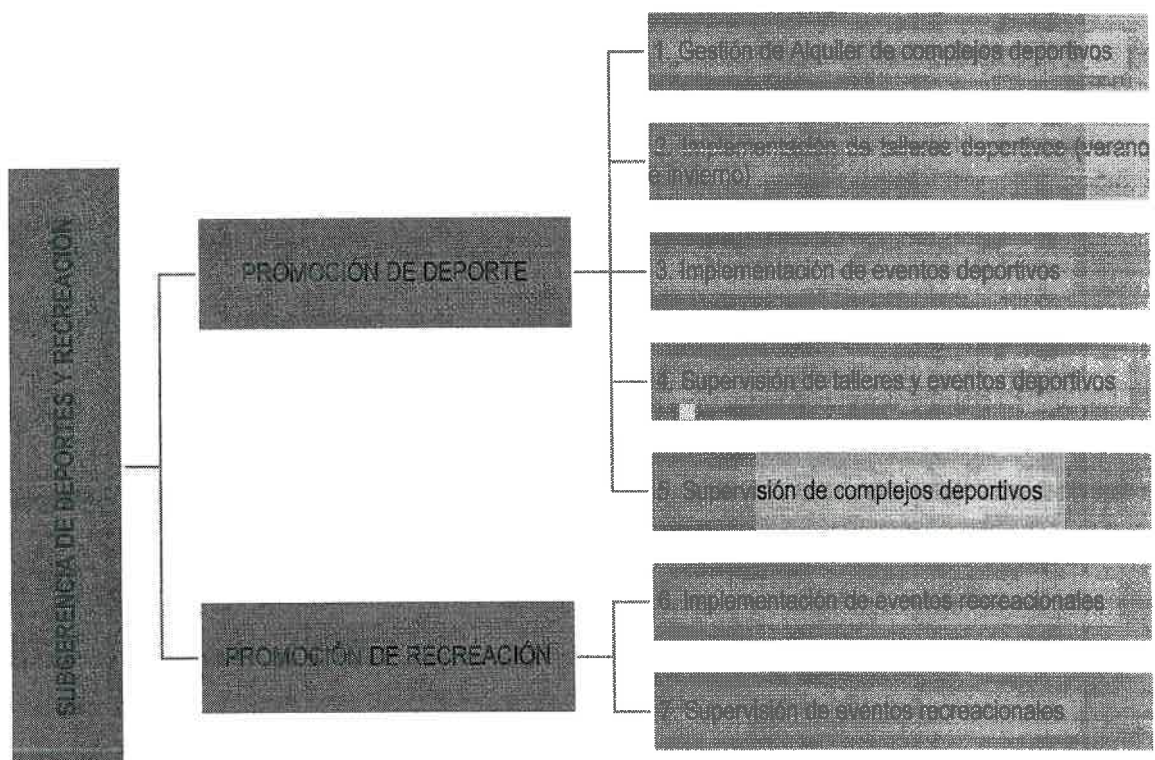 SUBGERENCIA DE DEPORTES Y RECREACIÓN
PROMOCIÓN DE DEPORTE
1. Gestión de Alquiler de complejos deportivos
2. Implementación de talleres deportivos (verano
e invierno)
3. Implementación de eventos deportivos
4. Supervisión de talleres y eventos deportivos
5. Supervisión de complejos deportivos
PROMOCIÓN DE RECREACIÓN
6. Implementación de eventos recreacionales
7. Supervisión de eventos recreacionales